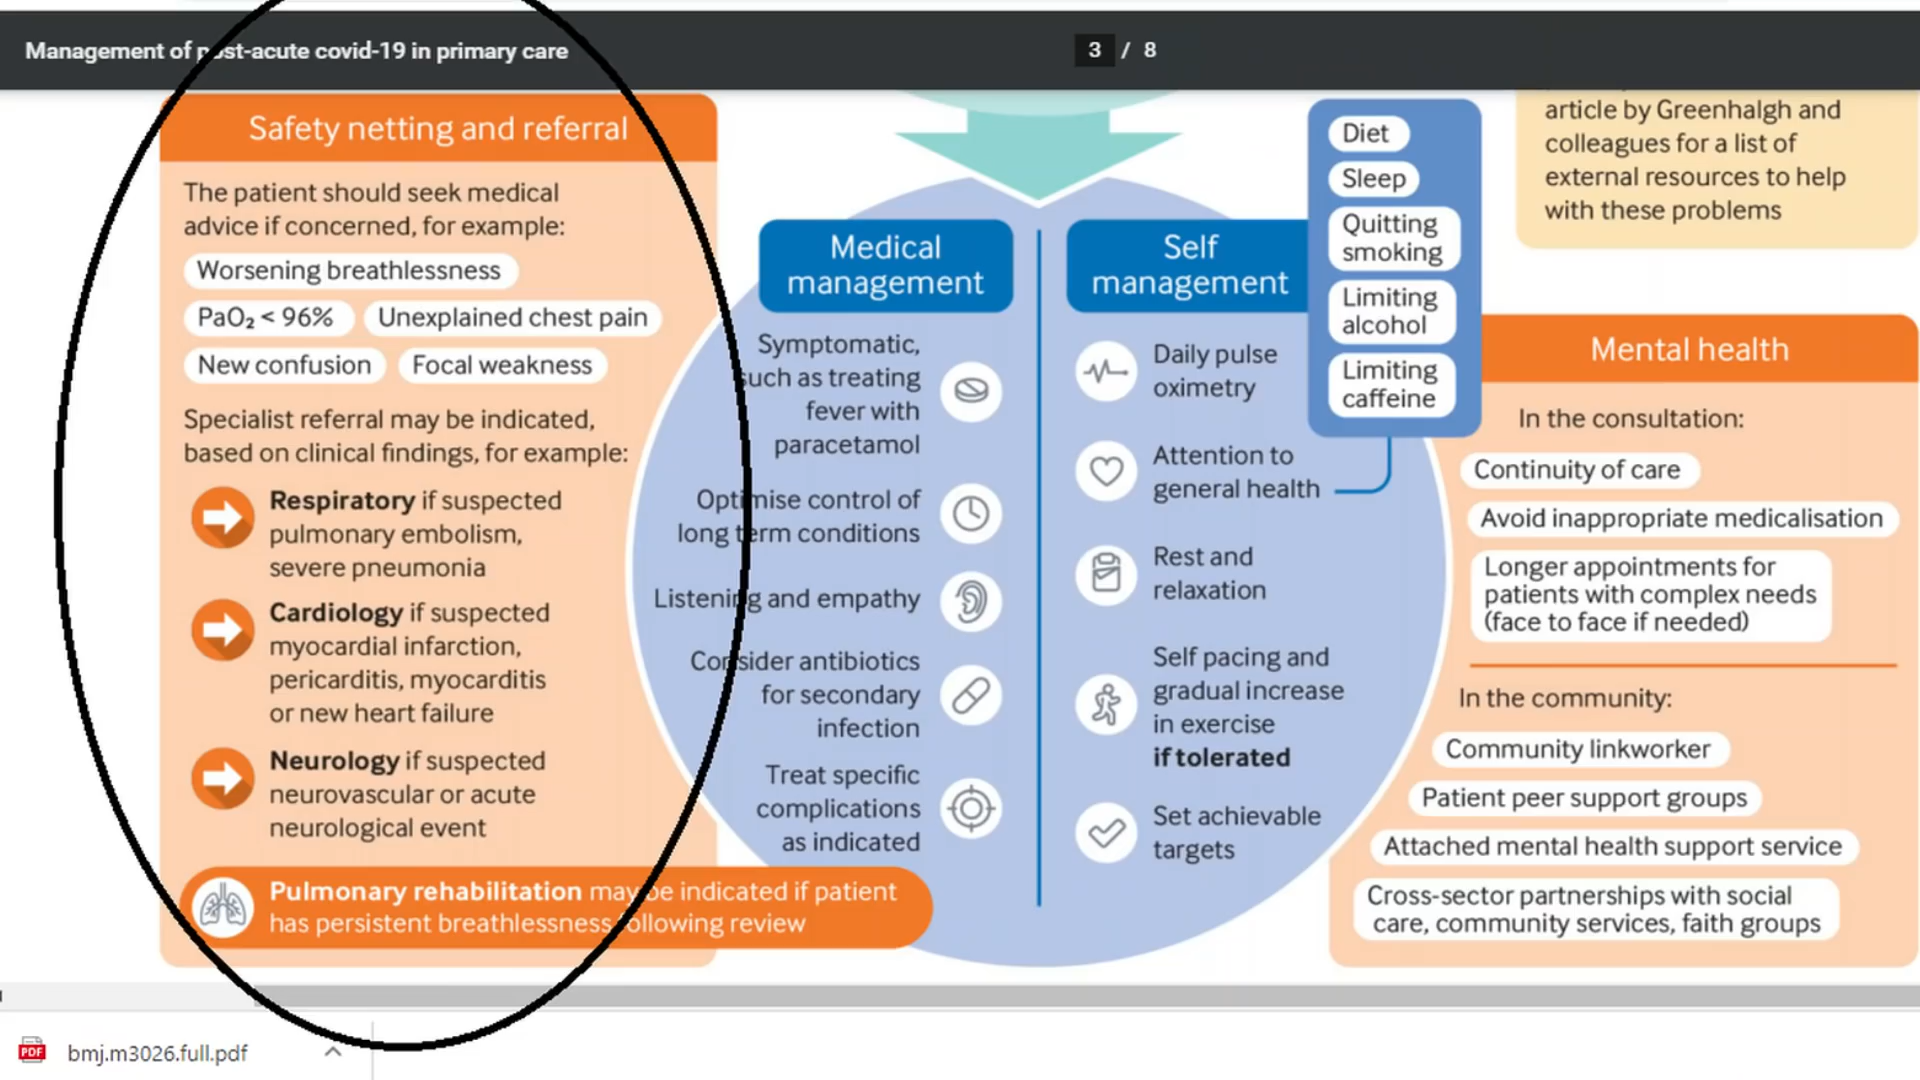 Management of post-acute covid-19 in primary care
3 / 8
Safety netting and referral
The patient should seek medical
advice if concerned, for example:
Worsening breathlessness
PaO₂ < 96%
Unexplained chest pain
New confusion
Focal weakness
Specialist referral may be indicated,
based on clinical findings, for example:
Respiratory if suspected
pulmonary embolism,
severe pneumonia
Cardiology if suspected
myocardial infarction,
pericarditis, myocarditis
or new heart failure
Neurology if suspected
neurovascular or acute
neurological event
Pulmonary rehabilitation may be indicated if patient
has persistent breathlessness following review
Medical
management
Symptomatic,
such as treating
fever with
paracetamol
Optimise control of
long term conditions
Listening and empathy
Consider antibiotics
for secondary
infection
Treat specific
complications
as indicated
Self
management
Daily pulse
oximetry
Attention to
general health
Rest and
relaxation
Self pacing and
gradual increase
in exercise
if tolerated
Set achievable
targets
Diet
Sleep
Quitting
smoking
Limiting
alcohol
Limiting
caffeine
article by Greenhalgh and
colleagues for a list of
external resources to help
with these problems
Mental health
In the consultation:
Continuity of care
Avoid inappropriate medicalisation
Longer appointments for
patients with complex needs
(face to face if needed)
In the community:
Community linkworker
Patient peer support groups
Attached mental health support service
Cross-sector partnerships with social
care, community services, faith groups
PDF
bmj.m3026.full.pdf